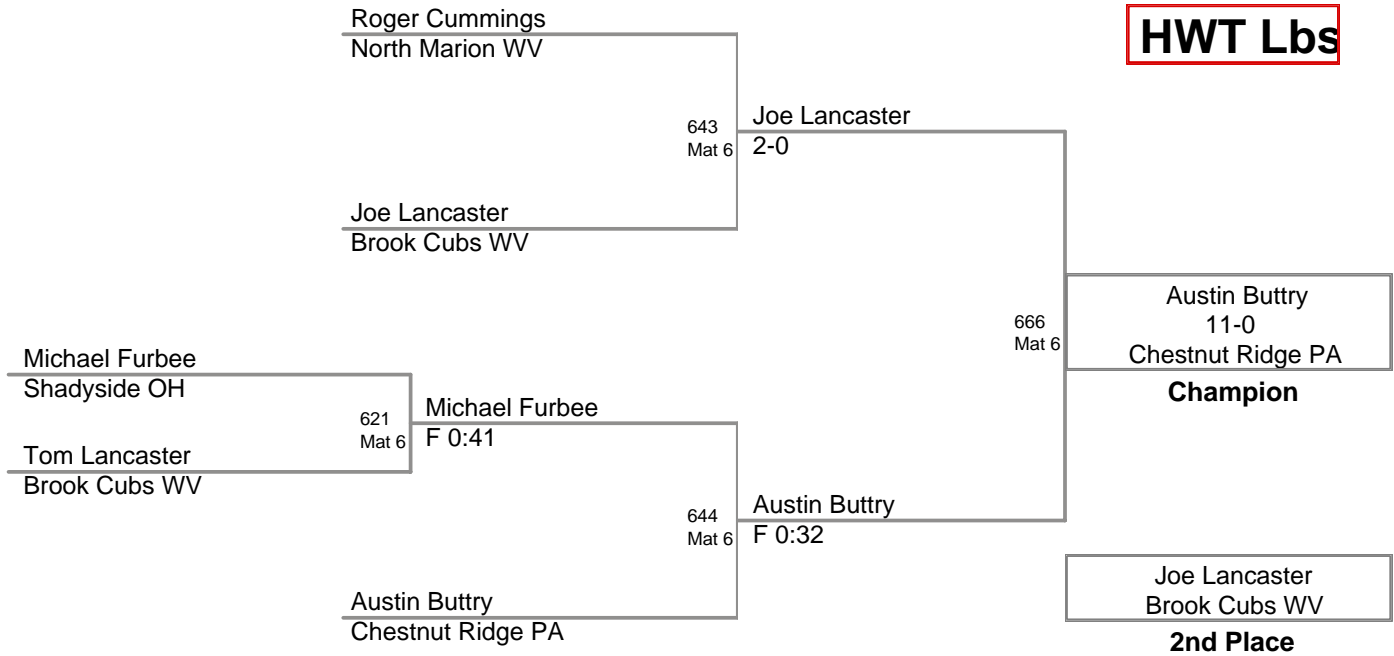 Roger Cummings
North Marion WV
HWT Lbs
643
Mat 6
Joe Lancaster
2-0
Joe Lancaster
Brook Cubs WV
Austin Buttry
11-0
Chestnut Ridge PA
Champion
666
Mat 6
Michael Furbee
Shadyside OH
621
Mat 6
Michael Furbee
F 0:41
Tom Lancaster
Brook Cubs WV
644
Mat 6
Austin Buttry
F 0:32
Austin Buttry
Chestnut Ridge PA
Joe Lancaster
Brook Cubs WV
2nd Place